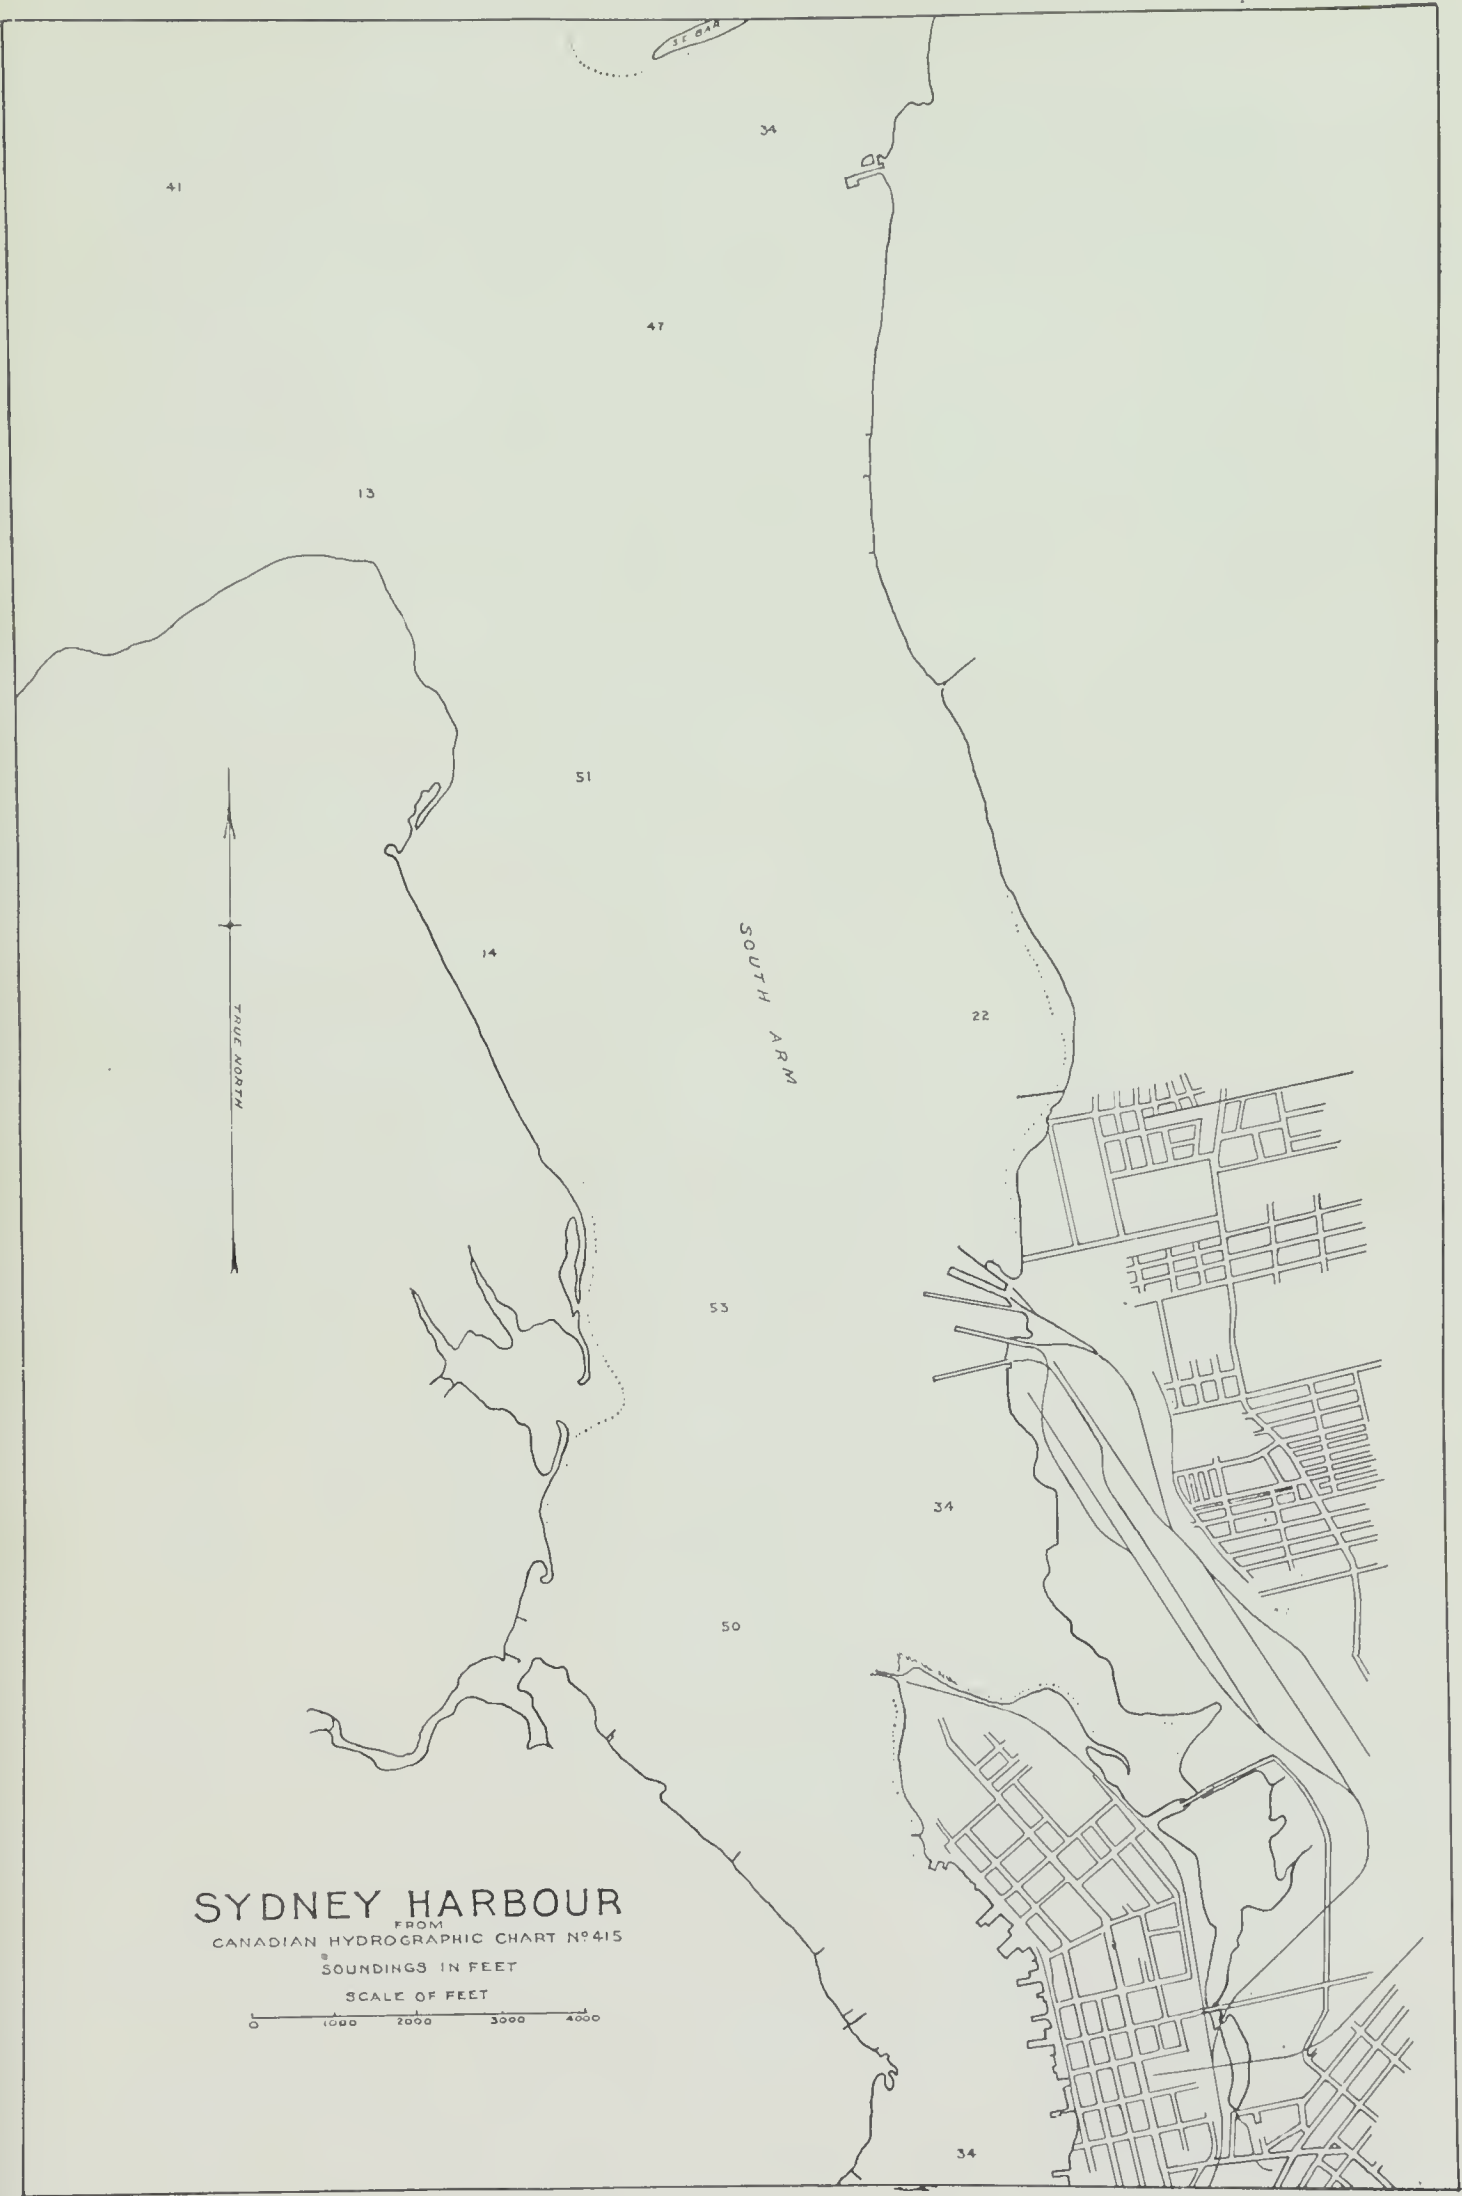 S E BAR
34
41
47
13
51
14
SOUTH ARM
22
TRUE NORTH
53
34
50
SYDNEY HARBOUR
FROM
CANADIAN HYDROGRAPHIC CHART Nº 415
SOUNDINGS IN FEET
SCALE OF FEET
0 1000 2000 3000 4000
34